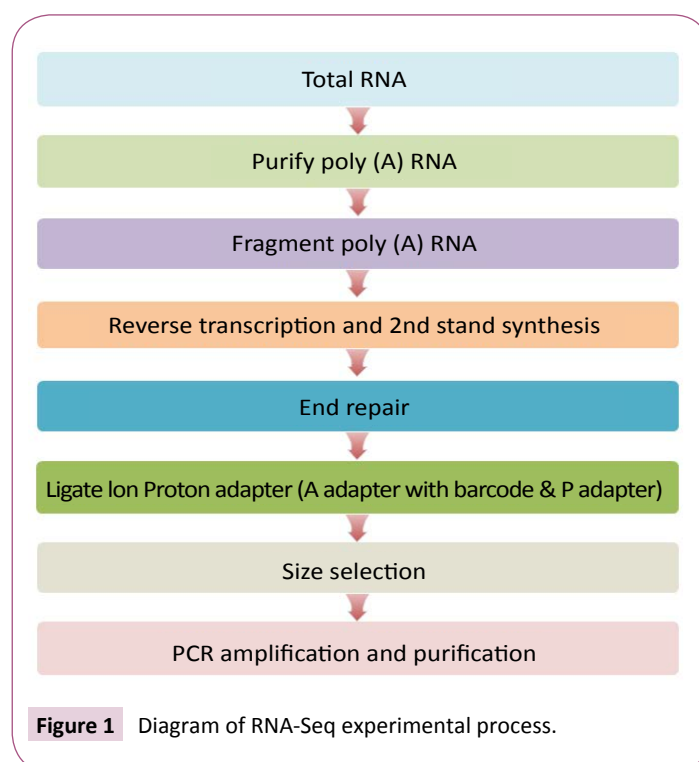 Total RNA
Purify poly (A) RNA
Fragment poly (A) RNA
Reverse transcription and 2nd stand synthesis
End repair
Ligate Ion Proton adapter (A adapter with barcode & P adapter)
Size selection
PCR amplification and purification
Figure 1 Diagram of RNA-Seq experimental process.